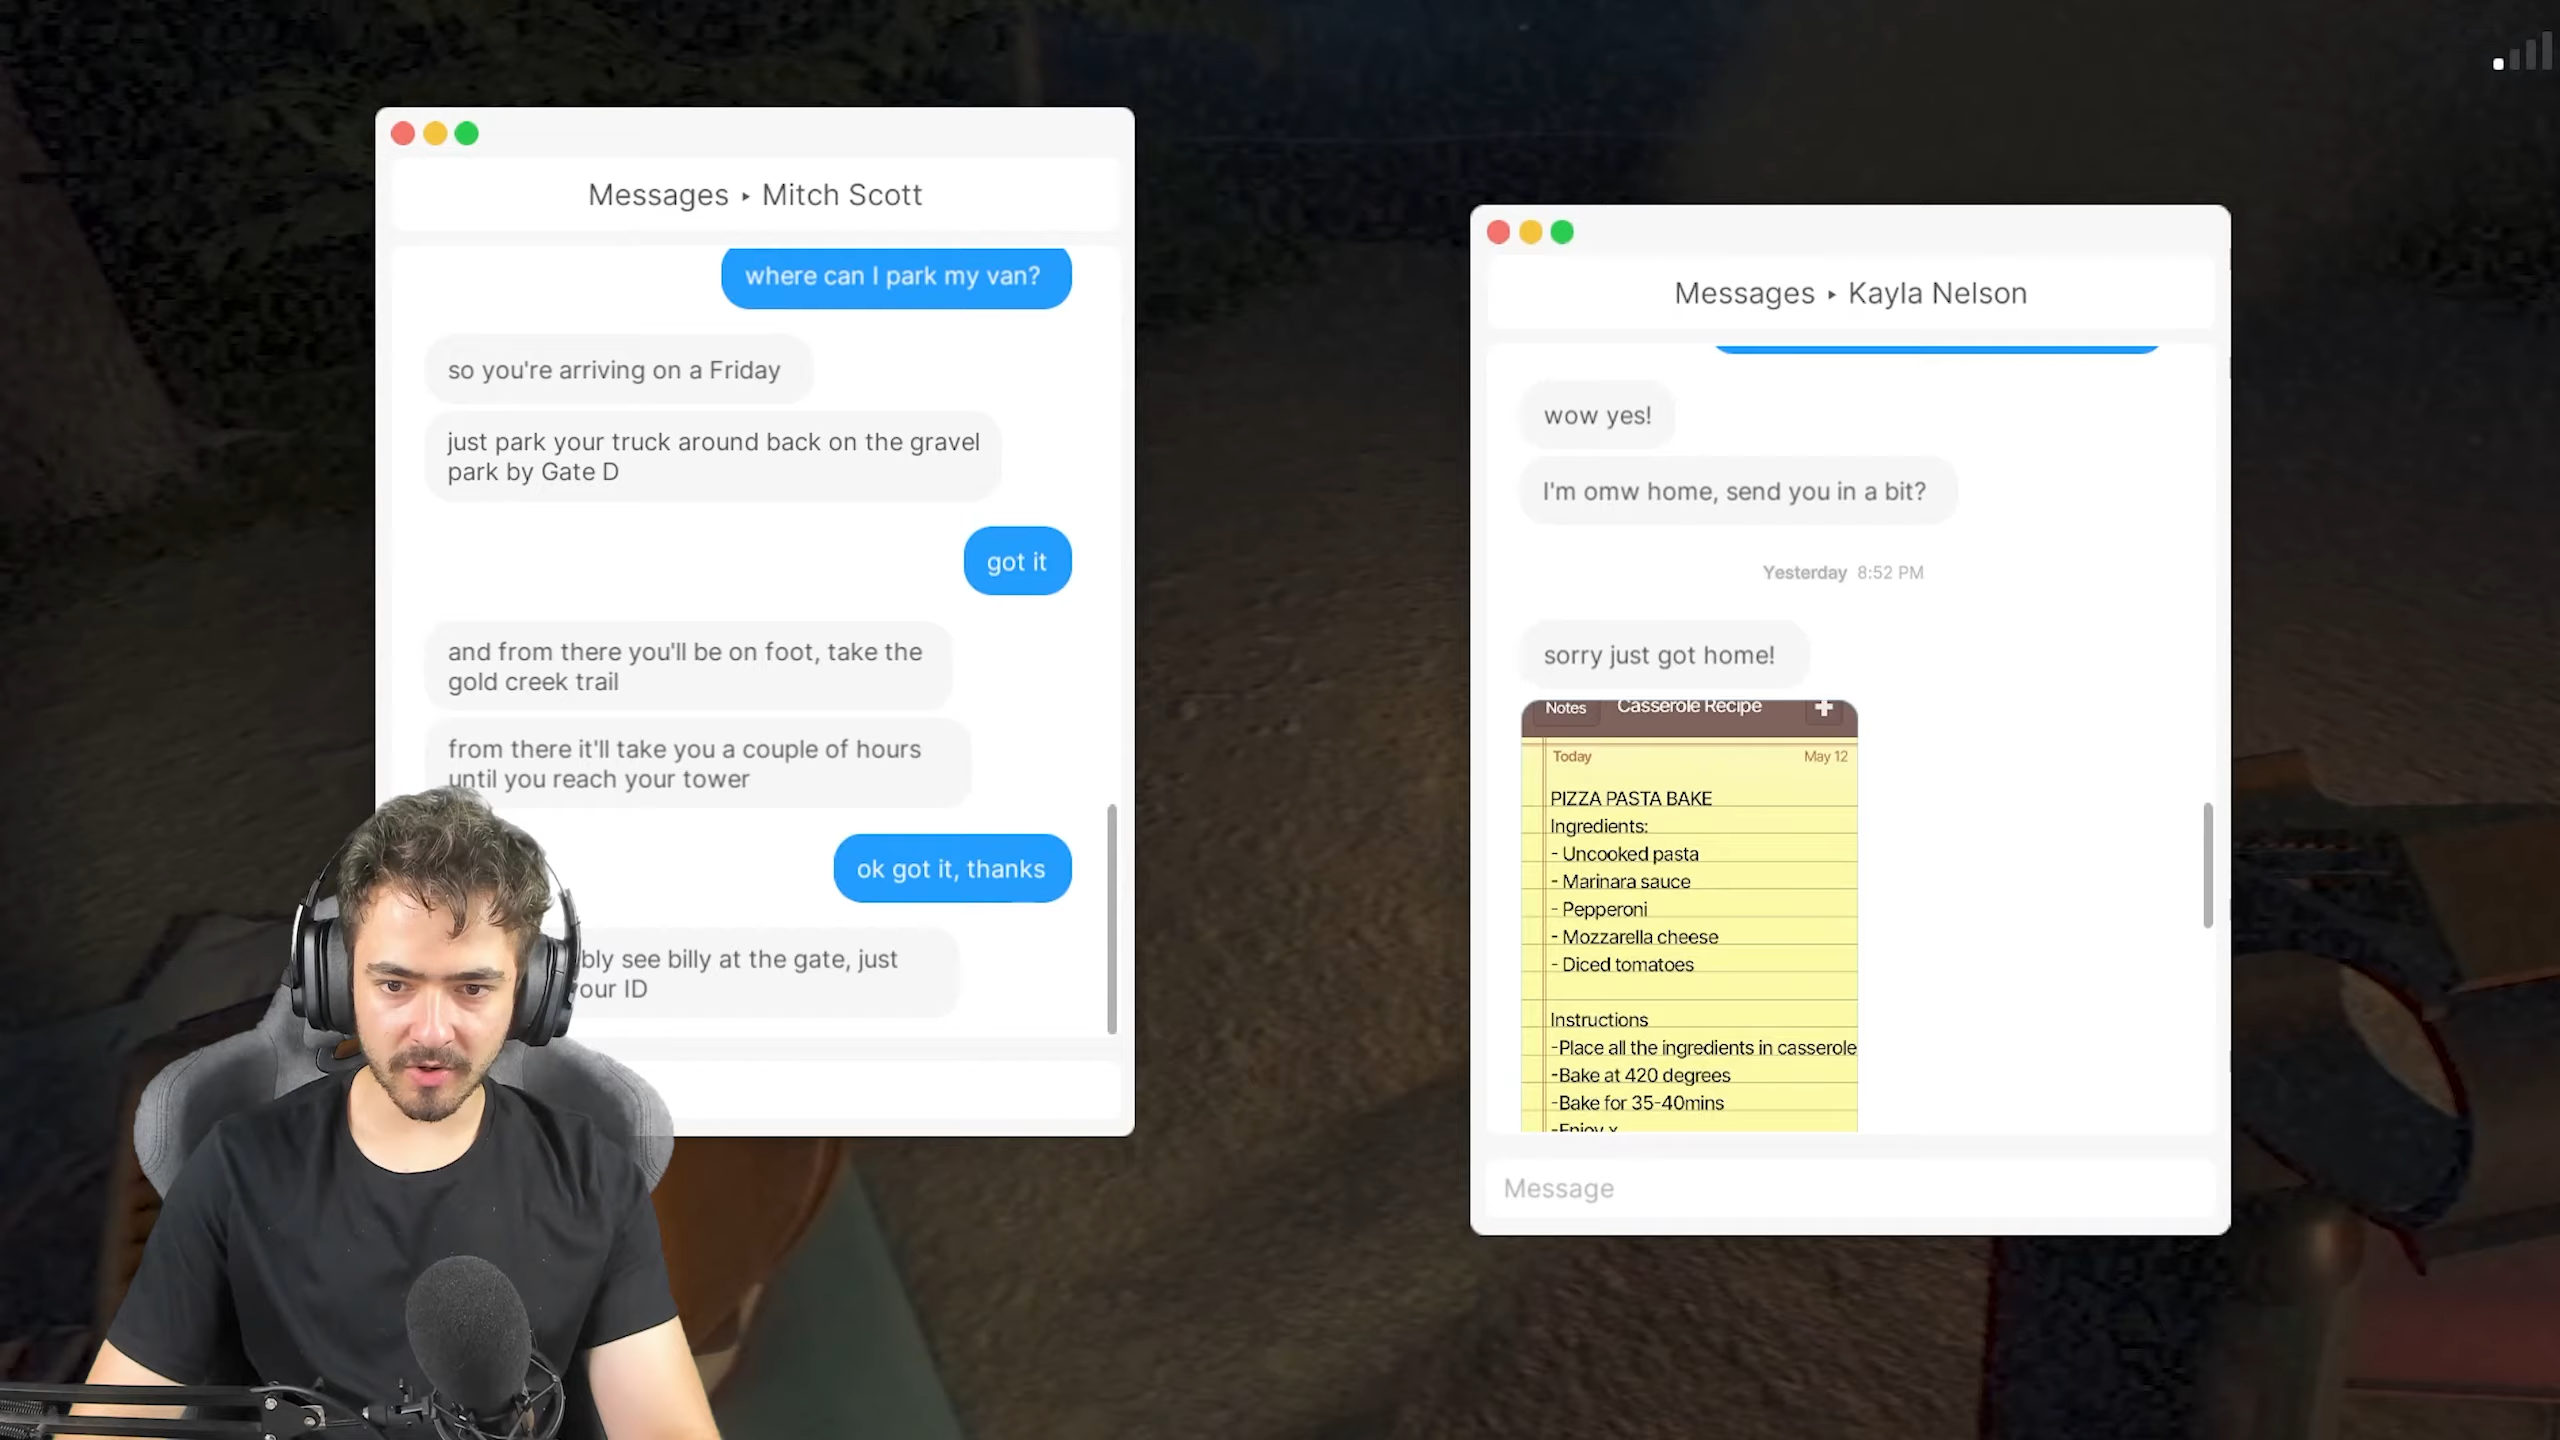 Messages ▸ Mitch Scott
where can I park my van?
so you're arriving on a Friday
just park your truck around back on the gravel
park by Gate D
got it
and from there you'll be on foot, take the
gold creek trail
from there it'll take you a couple of hours
until you reach your tower
ok got it, thanks
bly see billy at the gate, just
our ID
Messages ▸ Kayla Nelson
wow yes!
I'm omw home, send you in a bit?
Yesterday 8:52 PM
sorry just got home!
Notes Casserole Recipe +
Today May 12
PIZZA PASTA BAKE
Ingredients:
- Uncooked pasta
- Marinara sauce
- Pepperoni
- Mozzarella cheese
- Diced tomatoes
Instructions
-Place all the ingredients in casserole
-Bake at 420 degrees
-Bake for 35-40mins
-Enjoy x
Message